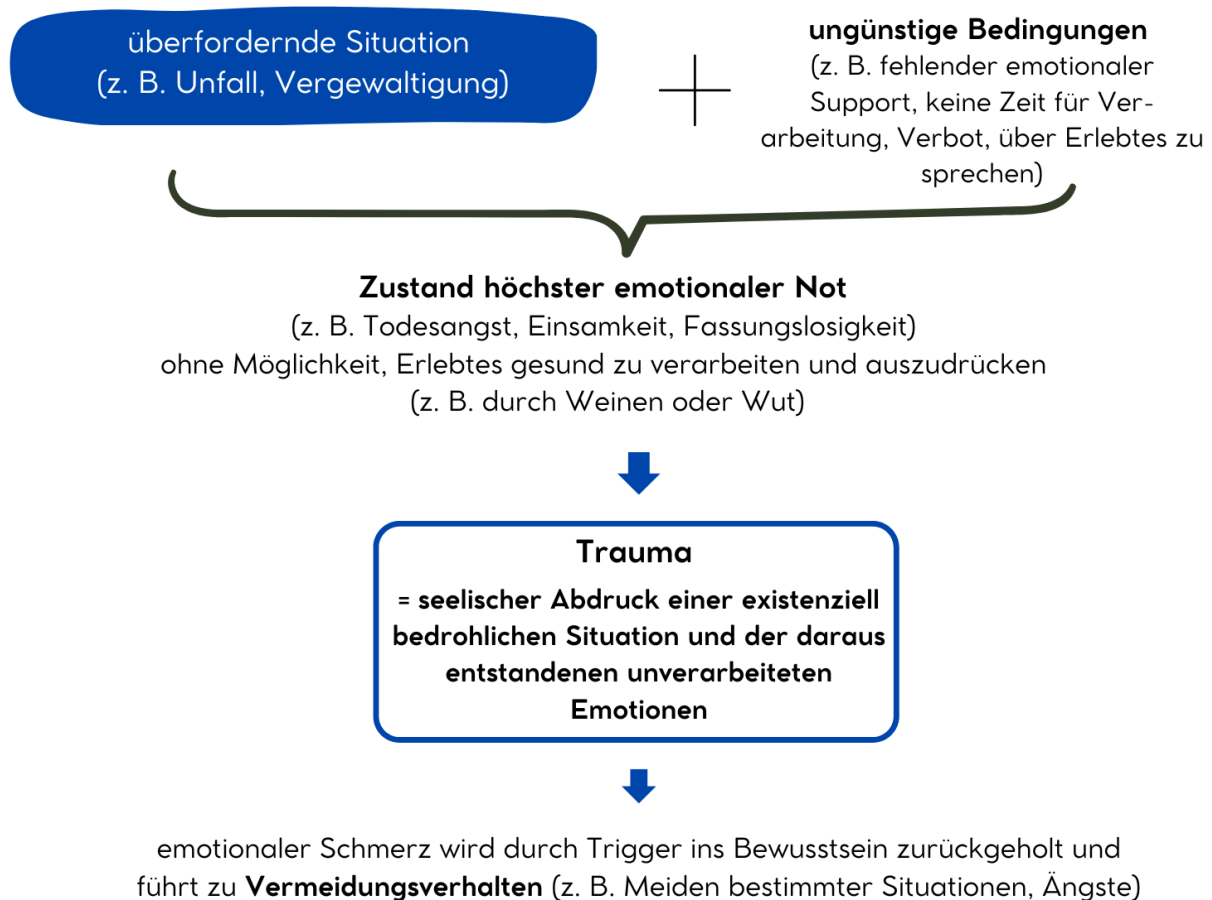 überfordernde Situation
(z. B. Unfall, Vergewaltigung)
ungünstige Bedingungen
(z. B. fehlender emotionaler
Support, keine Zeit für Ver-
arbeitung, Verbot, über Erlebtes zu
sprechen)
Zustand höchster emotionaler Not
(z. B. Todesangst, Einsamkeit, Fassungslosigkeit)
ohne Möglichkeit, Erlebtes gesund zu verarbeiten und auszudrücken
(z. B. durch Weinen oder Wut)
Trauma
= seelischer Abdruck einer existenziell
bedrohlichen Situation und der daraus
entstandenen unverarbeiteten
Emotionen
emotionaler Schmerz wird durch Trigger ins Bewusstsein zurückgeholt und
führt zu Vermeidungsverhalten (z. B. Meiden bestimmter Situationen, Ängste)